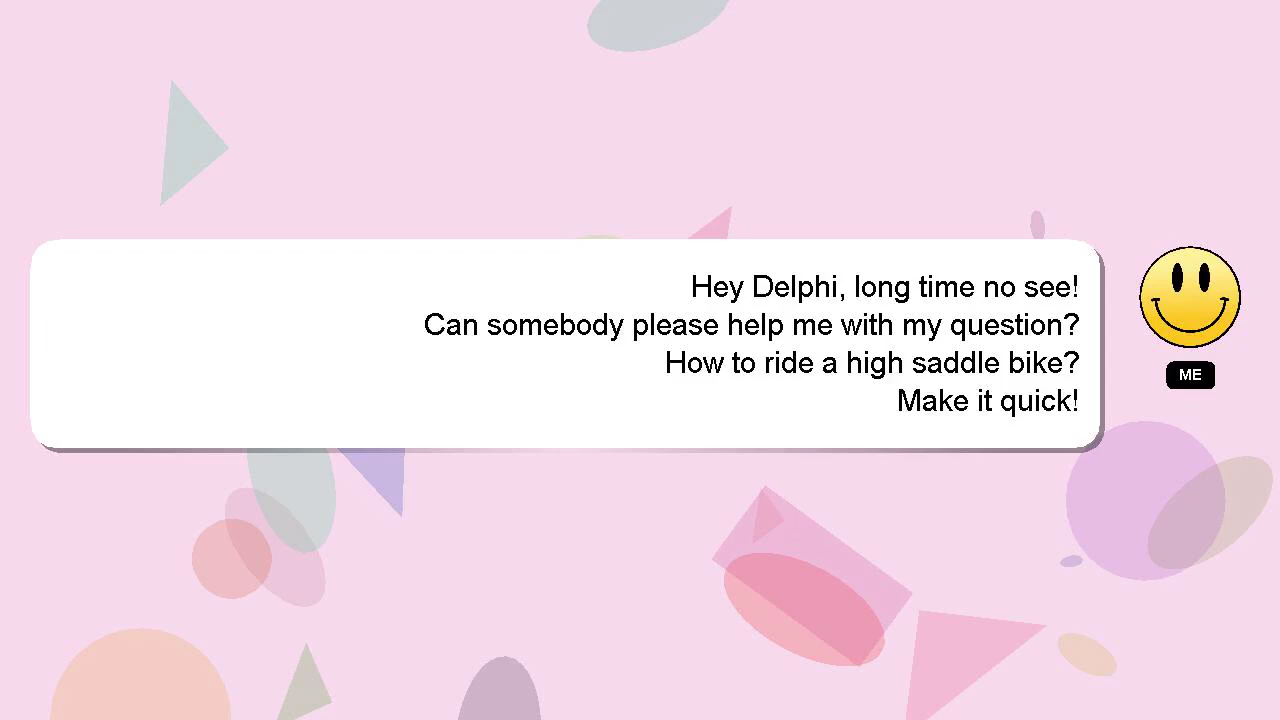 Hey Delphi, long time no see!
Can somebody please help me with my question?
How to ride a high saddle bike?
Make it quick!
ME